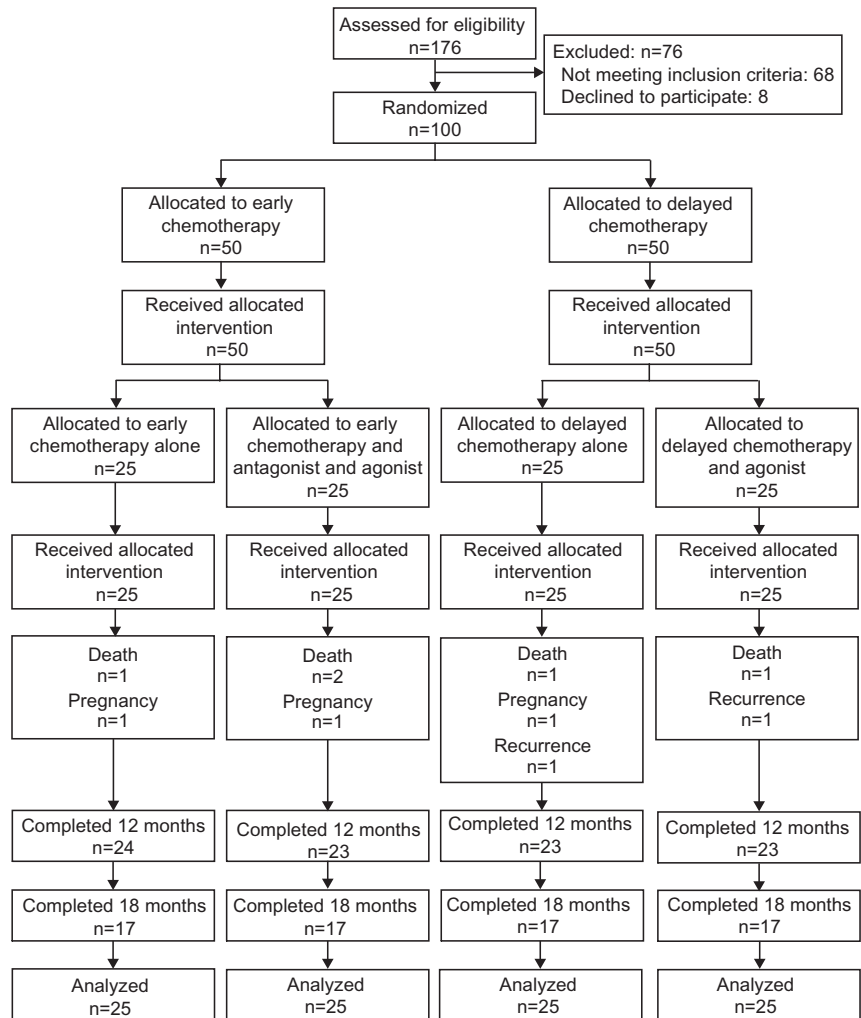 Assessed for eligibility
n=176
Excluded: n=76
Not meeting inclusion criteria: 68
Declined to participate: 8
Randomized
n=100
Allocated to early
chemotherapy
n=50
Allocated to delayed
chemotherapy
n=50
Received allocated
intervention
n=50
Received allocated
intervention
n=50
Allocated to early
chemotherapy alone
n=25
Allocated to early
chemotherapy and
antagonist and agonist
n=25
Allocated to delayed
chemotherapy alone
n=25
Allocated to
delayed chemotherapy
and agonist
n=25
Received allocated
intervention
n=25
Received allocated
intervention
n=25
Received allocated
intervention
n=25
Received allocated
intervention
n=25
Death
n=1
Pregnancy
n=1
Death
n=2
Pregnancy
n=1
Death
n=1
Pregnancy
n=1
Recurrence
n=1
Death
n=1
Recurrence
n=1
Completed 12 months
n=24
Completed 12 months
n=23
Completed 12 months
n=23
Completed 12 months
n=23
Completed 18 months
n=17
Completed 18 months
n=17
Completed 18 months
n=17
Completed 18 months
n=17
Analyzed
n=25
Analyzed
n=25
Analyzed
n=25
Analyzed
n=25